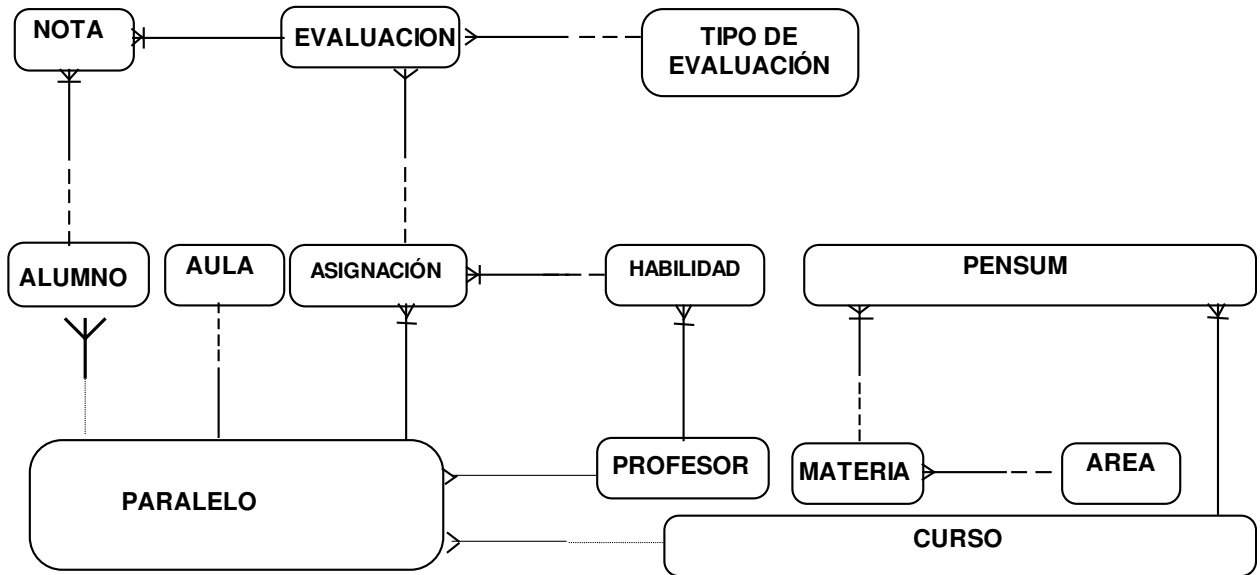 NOTA
EVALUACION
TIPO DE
EVALUACIÓN
ALUMNO
AULA
ASIGNACIÓN
HABILIDAD
PENSUM
PARALELO
PROFESOR
MATERIA
AREA
CURSO